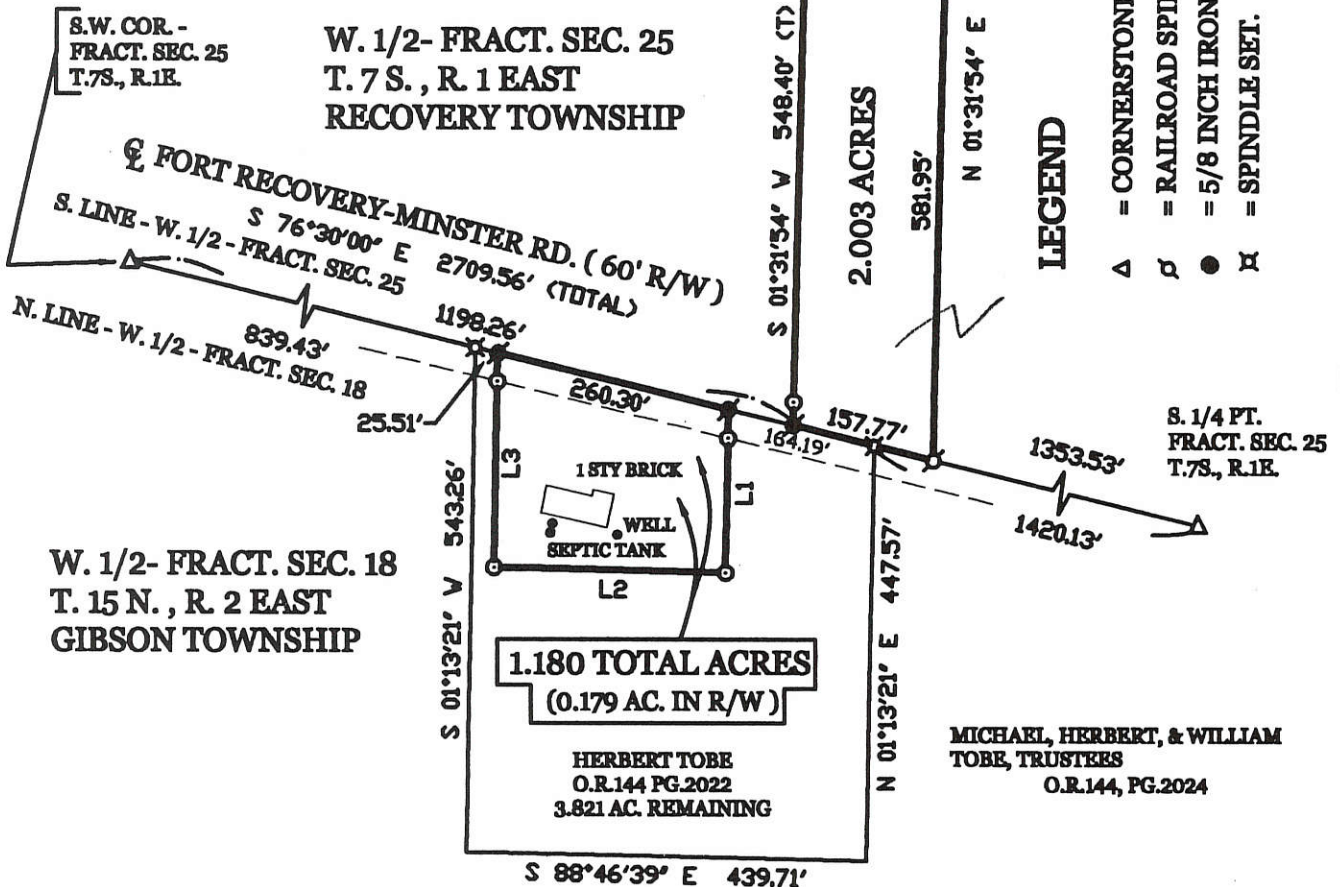 S.W. COR. -
FRACT. SEC. 25
T.7S., R.1E.
W. 1/2- FRACT. SEC. 25
T. 7 S. , R. 1 EAST
RECOVERY TOWNSHIP
℄ FORT RECOVERY-MINSTER RD. ( 60' R/W )
S 76°30'00" E 2709.56' (TOTAL)
S. LINE - W. 1/2 - FRACT. SEC. 25
N. LINE - W. 1/2 - FRACT. SEC. 18
839.43'
1198.26'
25.51'
260.30'
164.19'
157.77'
1353.53'
1420.13'
S. 1/4 PT.
FRACT. SEC. 25
T.7S., R.1E.
S 01°31'54" W 548.40' (T)
2.003 ACRES
581.95'
N 01°31'54" E
LEGEND
= CORNERSTONE
= RAILROAD
= 5/8 INCH IRON
= SPINDLE SET.
L3
1 STY BRICK
L1
WELL
SEPTIC TANK
L2
S 01°13'21" W 543.26'
N 01°13'21" E 447.57'
W. 1/2- FRACT. SEC. 18
T. 15 N. , R. 2 EAST
GIBSON TOWNSHIP
1.180 TOTAL ACRES
(0.179 AC. IN R/W )
HERBERT TOBE
O.R.144 PG.2022
3.821 AC. REMAINING
MICHAEL, HERBERT, & WILLIAM
TOBE, TRUSTEES
O.R.144, PG.2024
S 88°46'39" E 439.71'